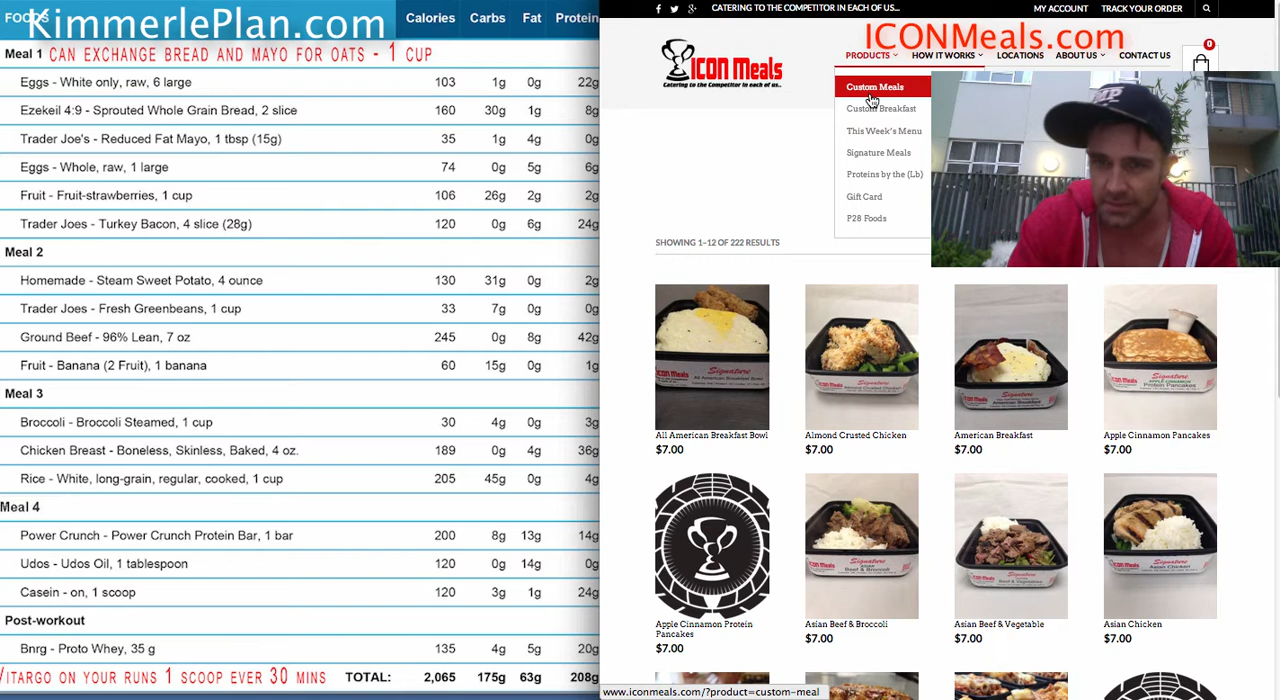 FOODS Calories Carbs Fat Protein
KimmerlePlan.com
Meal 1 CAN EXCHANGE BREAD AND MAYO FOR OATS - 1 CUP
Eggs - White only, raw, 6 large 103 1g 0g 22g
Ezekeil 4:9 - Sprouted Whole Grain Bread, 2 slice 160 30g 1g 8g
Trader Joe's - Reduced Fat Mayo, 1 tbsp (15g) 35 1g 4g 0g
Eggs - Whole, raw, 1 large 74 0g 5g 6g
Fruit - Fruit-strawberries, 1 cup 106 26g 2g 2g
Trader Joes - Turkey Bacon, 4 slice (28g) 120 0g 6g 24g
Meal 2
Homemade - Steam Sweet Potato, 4 ounce 130 31g 0g 2g
Trader Joes - Fresh Greenbeans, 1 cup 33 7g 0g 0g
Ground Beef - 96% Lean, 7 oz 245 0g 8g 42g
Fruit - Banana (2 Fruit), 1 banana 60 15g 0g 1g
Meal 3
Broccoli - Broccoli Steamed, 1 cup 30 4g 0g 3g
Chicken Breast - Boneless, Skinless, Baked, 4 oz. 189 0g 4g 36g
Rice - White, long-grain, regular, cooked, 1 cup 205 45g 0g 4g
Meal 4
Power Crunch - Power Crunch Protein Bar, 1 bar 200 8g 13g 14g
Udos - Udos Oil, 1 tablespoon 120 0g 14g 0g
Casein - on, 1 scoop 120 3g 1g 24g
Post-workout
Bnrg - Proto Whey, 35 g 135 4g 5g 20g
VITARGO ON YOUR RUNS 1 SCOOP EVER 30 MINS TOTAL: 2,065 175g 63g 208g
CATERING TO THE COMPETITOR IN EACH OF US... MY ACCOUNT TRACK YOUR ORDER
ICONMeals.com
ICON Meals
Catering to the Competitor in each of us..
PRODUCTS HOW IT WORKS LOCATIONS ABOUT US CONTACT US 0
Custom Meals
Custom Breakfast
This Week's Menu
Signature Meals
Proteins by the (Lb)
Gift Card
P28 Foods
SHOWING 1–12 OF 222 RESULTS
All American Breakfast Bowl Almond Crusted Chicken American Breakfast Apple Cinnamon Pancakes
$7.00 $7.00 $7.00 $7.00
Apple Cinnamon Protein Pancakes Asian Beef & Broccoli Asian Beef & Vegetable Asian Chicken
$7.00 $7.00 $7.00 $7.00
www.iconmeals.com/?product=custom-meal